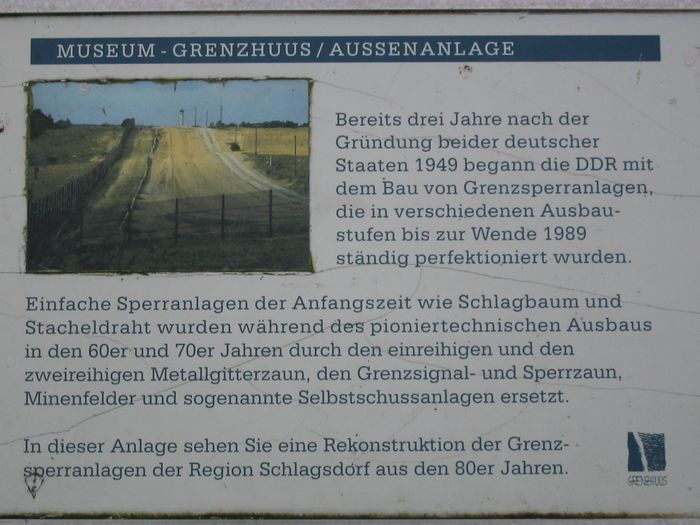 MUSEUM - GRENZHUUS / AUSSENANLAGE
Bereits drei Jahre nach der
Gründung beider deutscher
Staaten 1949 begann die DDR mit
dem Bau von Grenzsperranlagen,
die in verschiedenen Ausbau-
stufen bis zur Wende 1989
ständig perfektioniert wurden.
Einfache Sperranlagen der Anfangszeit wie Schlagbaum und
Stacheldraht wurden während des pioniertechnischen Ausbaus
in den 60er und 70er Jahren durch den einreihigen und den
zweireihigen Metallgitterzaun, den Grenzsignal- und Sperrzaun,
Minenfelder und sogenannte Selbstschussanlagen ersetzt.
In dieser Anlage sehen Sie eine Rekonstruktion der Grenz-
sperranlagen der Region Schlagsdorf aus den 80er Jahren.
GRENZHUUS